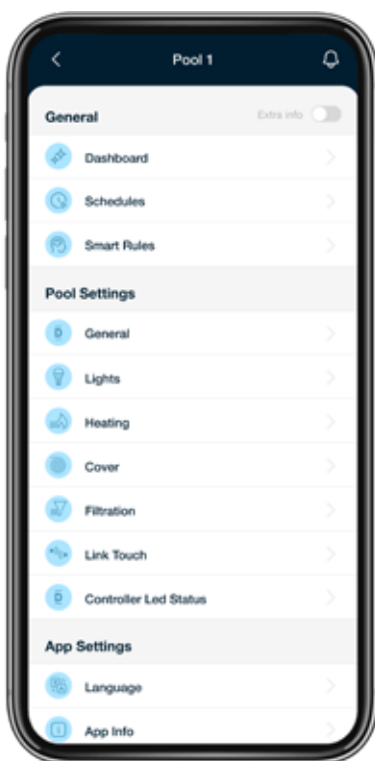 Pool 1
General
Extra info
Dashboard
Schedules
Smart Rules
Pool Settings
General
Lights
Heating
Cover
Filtration
Link Touch
Controller Led Status
App Settings
Language
App Info